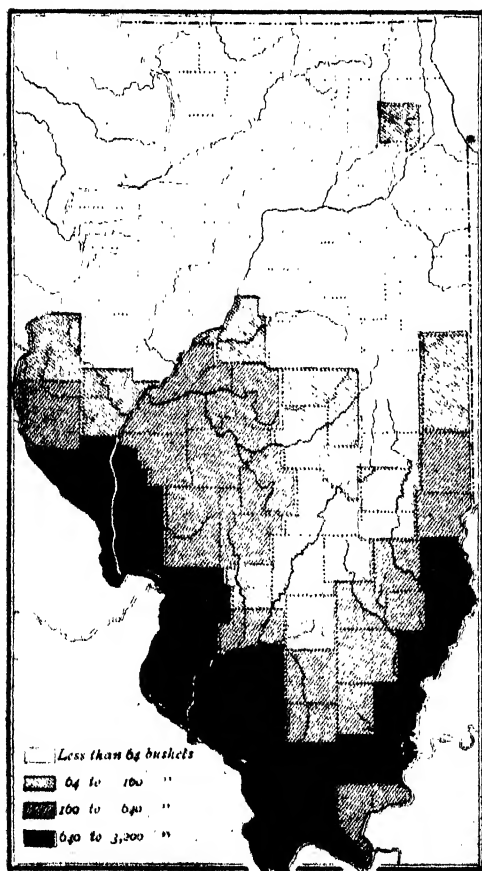 Less than 64 bushels
64 to 160 "
160 to 640 "
640 to 3,200 "